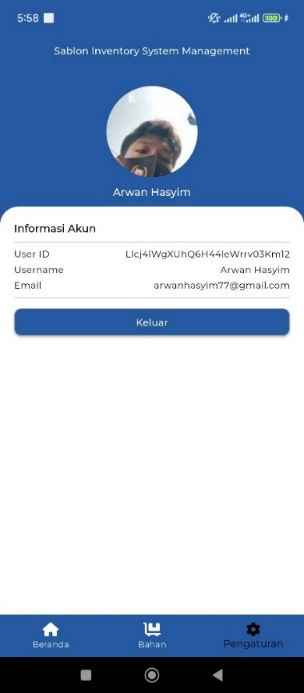 5:58
Sablon Inventory System Management
Arwan Hasyim
Informasi Akun
User ID Llcj4lWgXUhQ6H44leWrrv03Km12
Username Arwan Hasyim
Email arwanhasyim77@gmail.com
Keluar
Beranda Bahan Pengaturan